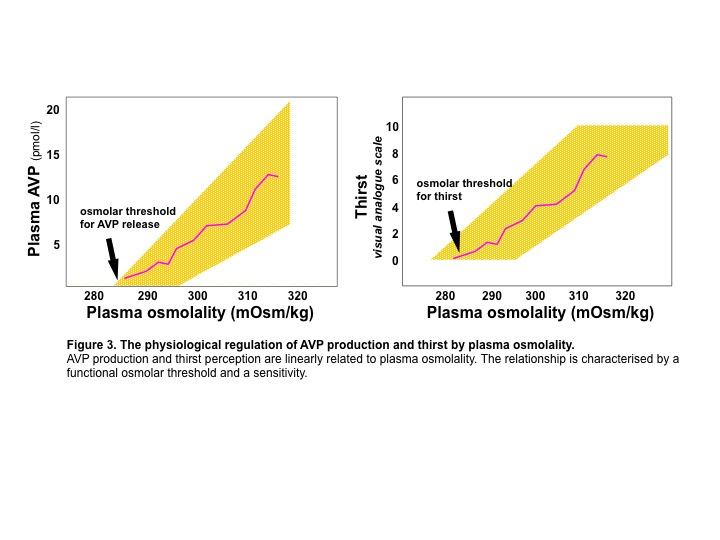 20
15
10
5
Plasma AVP (pmol/l)
osmolar threshold
for AVP release
280 290 300 310 320
Plasma osmolality (mOsm/kg)
10
8
6
4
2
0
Thirst
visual analogue scale
osmolar threshold
for thirst
280 290 300 310 320
Plasma osmolality (mOsm/kg)
Figure 3. The physiological regulation of AVP production and thirst by plasma osmolality.
AVP production and thirst perception are linearly related to plasma osmolality. The relationship is characterised by a
functional osmolar threshold and a sensitivity.